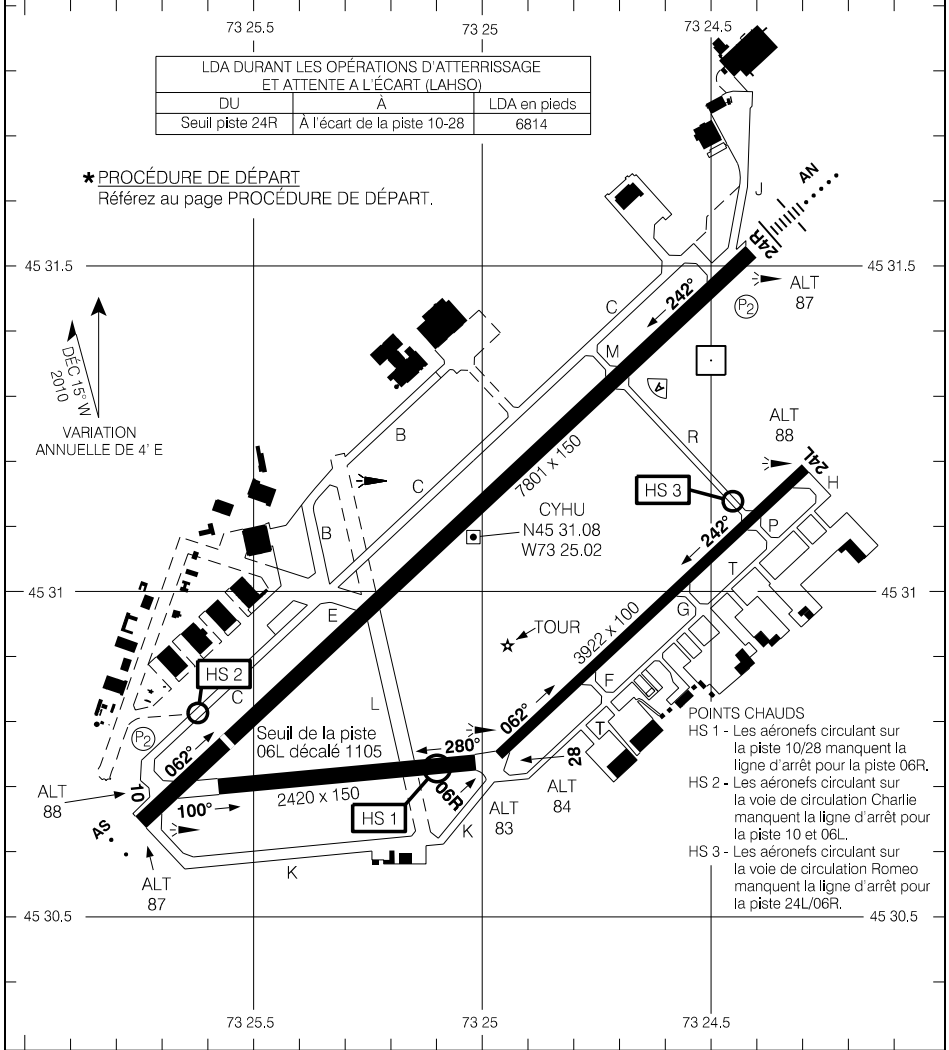 73 25.5
73 25
73 24.5
LDA DURANT LES OPÉRATIONS D'ATTERRISSAGE
ET ATTENTE A L'ÉCART (LAHSO)
DU À LDA en pieds
Seuil piste 24R À l'écart de la piste 10-28 6814
* PROCÉDURE DE DÉPART
Référez au page PROCÉDURE DE DÉPART.
J
AN
24R
45 31.5
45 31.5
242°
ALT
87
P2
C
M
A
DÉC 15° W
2010
VARIATION
ANNUELLE DE 4' E
R
ALT
88
24L
B
7801 x 150
C
HS 3
H
B
CYHU
N45 31.08
W73 25.02
P
242°
T
45 31
45 31
E
G
TOUR
3922 x 100
HS 2
C
F
L
Seuil de la piste
06L décalé 1105
P2
062°
062°
T
280°
28
10
ALT
88
06R
2420 x 150
100°
HS 1
ALT
83
ALT
84
AS
K
K
ALT
87
POINTS CHAUDS
HS 1 - Les aéronefs circulant sur
la piste 10/28 manquent la
ligne d'arrêt pour la piste 06R.
HS 2 - Les aéronefs circulant sur
la voie de circulation Charlie
manquent la ligne d'arrêt pour
la piste 10 et 06L.
HS 3 - Les aéronefs circulant sur
la voie de circulation Romeo
manquent la ligne d'arrêt pour
la piste 24L/06R.
45 30.5
45 30.5
73 25.5
73 25
73 24.5